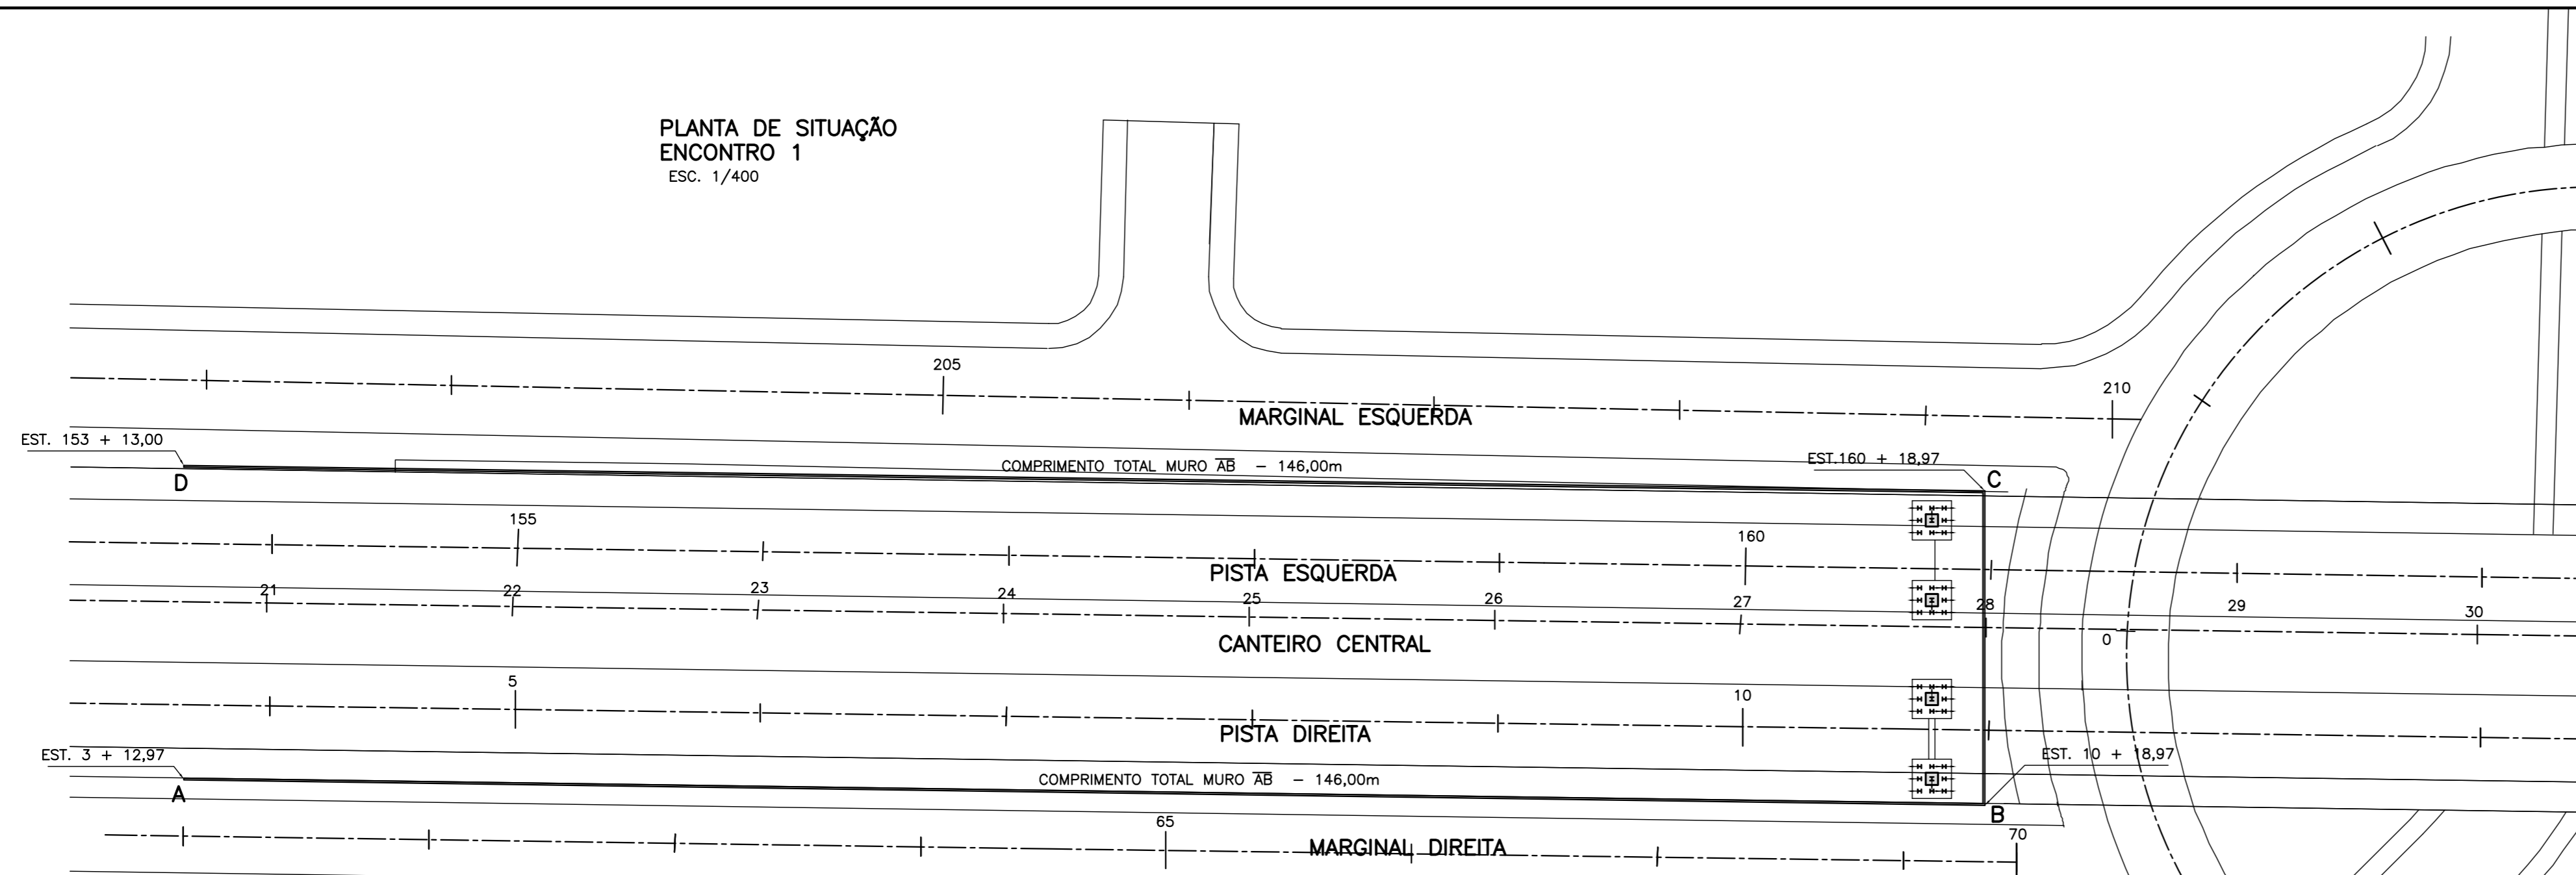 PLANTA DE SITUAÇÃO
ENCONTRO 1
ESC. 1/400
205
210
MARGINAL ESQUERDA
EST. 153 + 13,00
COMPRIMENTO TOTAL MURO AB – 146,00m
EST.160 + 18,97
D
C
155
160
PISTA ESQUERDA
21
22
23
24
25
26
27
28
29
30
0
CANTEIRO CENTRAL
5
10
PISTA DIREITA
EST. 3 + 12,97
EST. 10 + 18,97
COMPRIMENTO TOTAL MURO AB – 146,00m
A
B
65
70
MARGINAL DIREITA